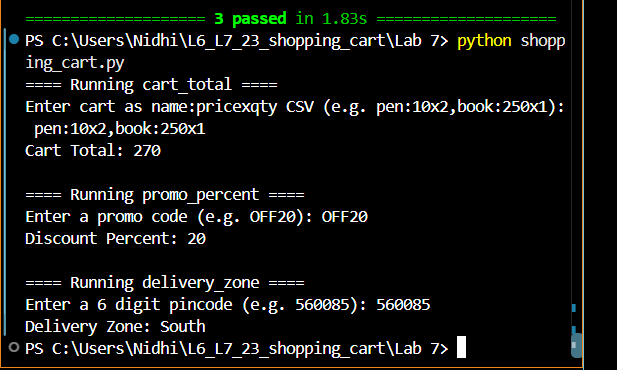 ==================== 3 passed in 1.83s ====================
PS C:\Users\Nidhi\L6_L7_23_shopping_cart\Lab 7> python shopp
ing_cart.py
==== Running cart_total ====
Enter cart as name:pricexqty CSV (e.g. pen:10x2,book:250x1):
 pen:10x2,book:250x1
Cart Total: 270

==== Running promo_percent ====
Enter a promo code (e.g. OFF20): OFF20
Discount Percent: 20

==== Running delivery_zone ====
Enter a 6 digit pincode (e.g. 560085): 560085
Delivery Zone: South
PS C:\Users\Nidhi\L6_L7_23_shopping_cart\Lab 7>